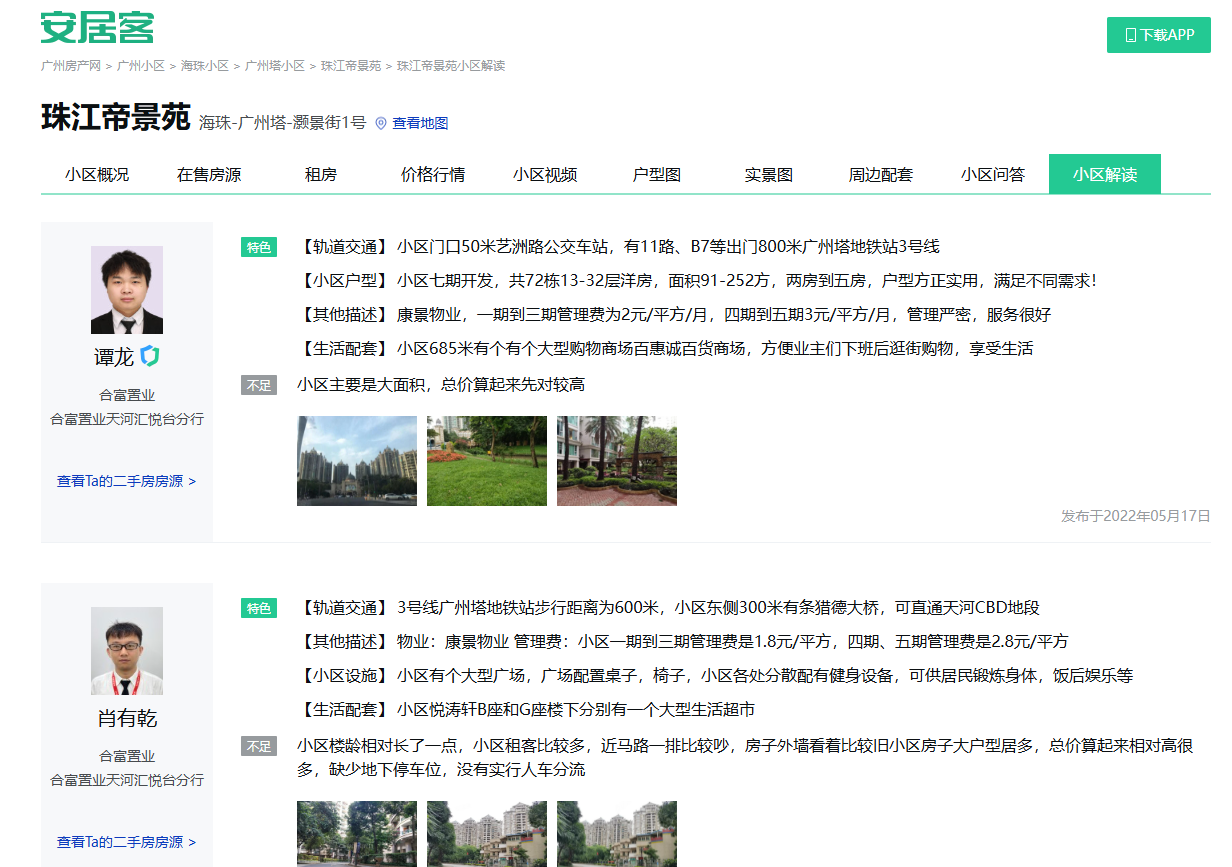 安居客
下载APP
广州房产网 > 广州小区 > 海珠小区 > 广州塔小区 > 珠江帝景苑 > 珠江帝景苑小区解读
珠江帝景苑 海珠-广州塔-灏景街1号 查看地图
小区概况 在售房源 租房 价格行情 小区视频 户型图 实景图 周边配套 小区问答 小区解读
谭龙
合富置业
合富置业天河汇悦台分行
查看Ta的二手房房源 >
特色
【轨道交通】 小区门口50米艺洲路公交车站，有11路、B7等出门800米广州塔地铁站3号线
【小区户型】 小区七期开发，共72栋13-32层洋房，面积91-252方，两房到五房，户型方正实用，满足不同需求！
【其他描述】 康景物业，一期到三期管理费为2元/平方/月，四期到五期3元/平方/月，管理严密，服务很好
【生活配套】 小区685米有个有个大型购物商场百惠诚百货商场，方便业主们下班后逛街购物，享受生活
不足
小区主要是大面积，总价算起来先对较高
发布于2022年05月17日
肖有乾
合富置业
合富置业天河汇悦台分行
查看Ta的二手房房源 >
特色
【轨道交通】 3号线广州塔地铁站步行距离为600米，小区东侧300米有条猎德大桥，可直通天河CBD地段
【其他描述】 物业：康景物业 管理费：小区一期到三期管理费是1.8元/平方，四期、五期管理费是2.8元/平方
【小区设施】 小区有个大型广场，广场配置桌子，椅子，小区各处分散配有健身设备，可供居民锻炼身体，饭后娱乐等
【生活配套】 小区悦涛轩B座和G座楼下分别有一个大型生活超市
不足
小区楼龄相对长了一点，小区租客比较多，近马路一排比较吵，房子外墙看着比较旧小区房子大户型居多，总价算起来相对高很
多，缺少地下停车位，没有实行人车分流